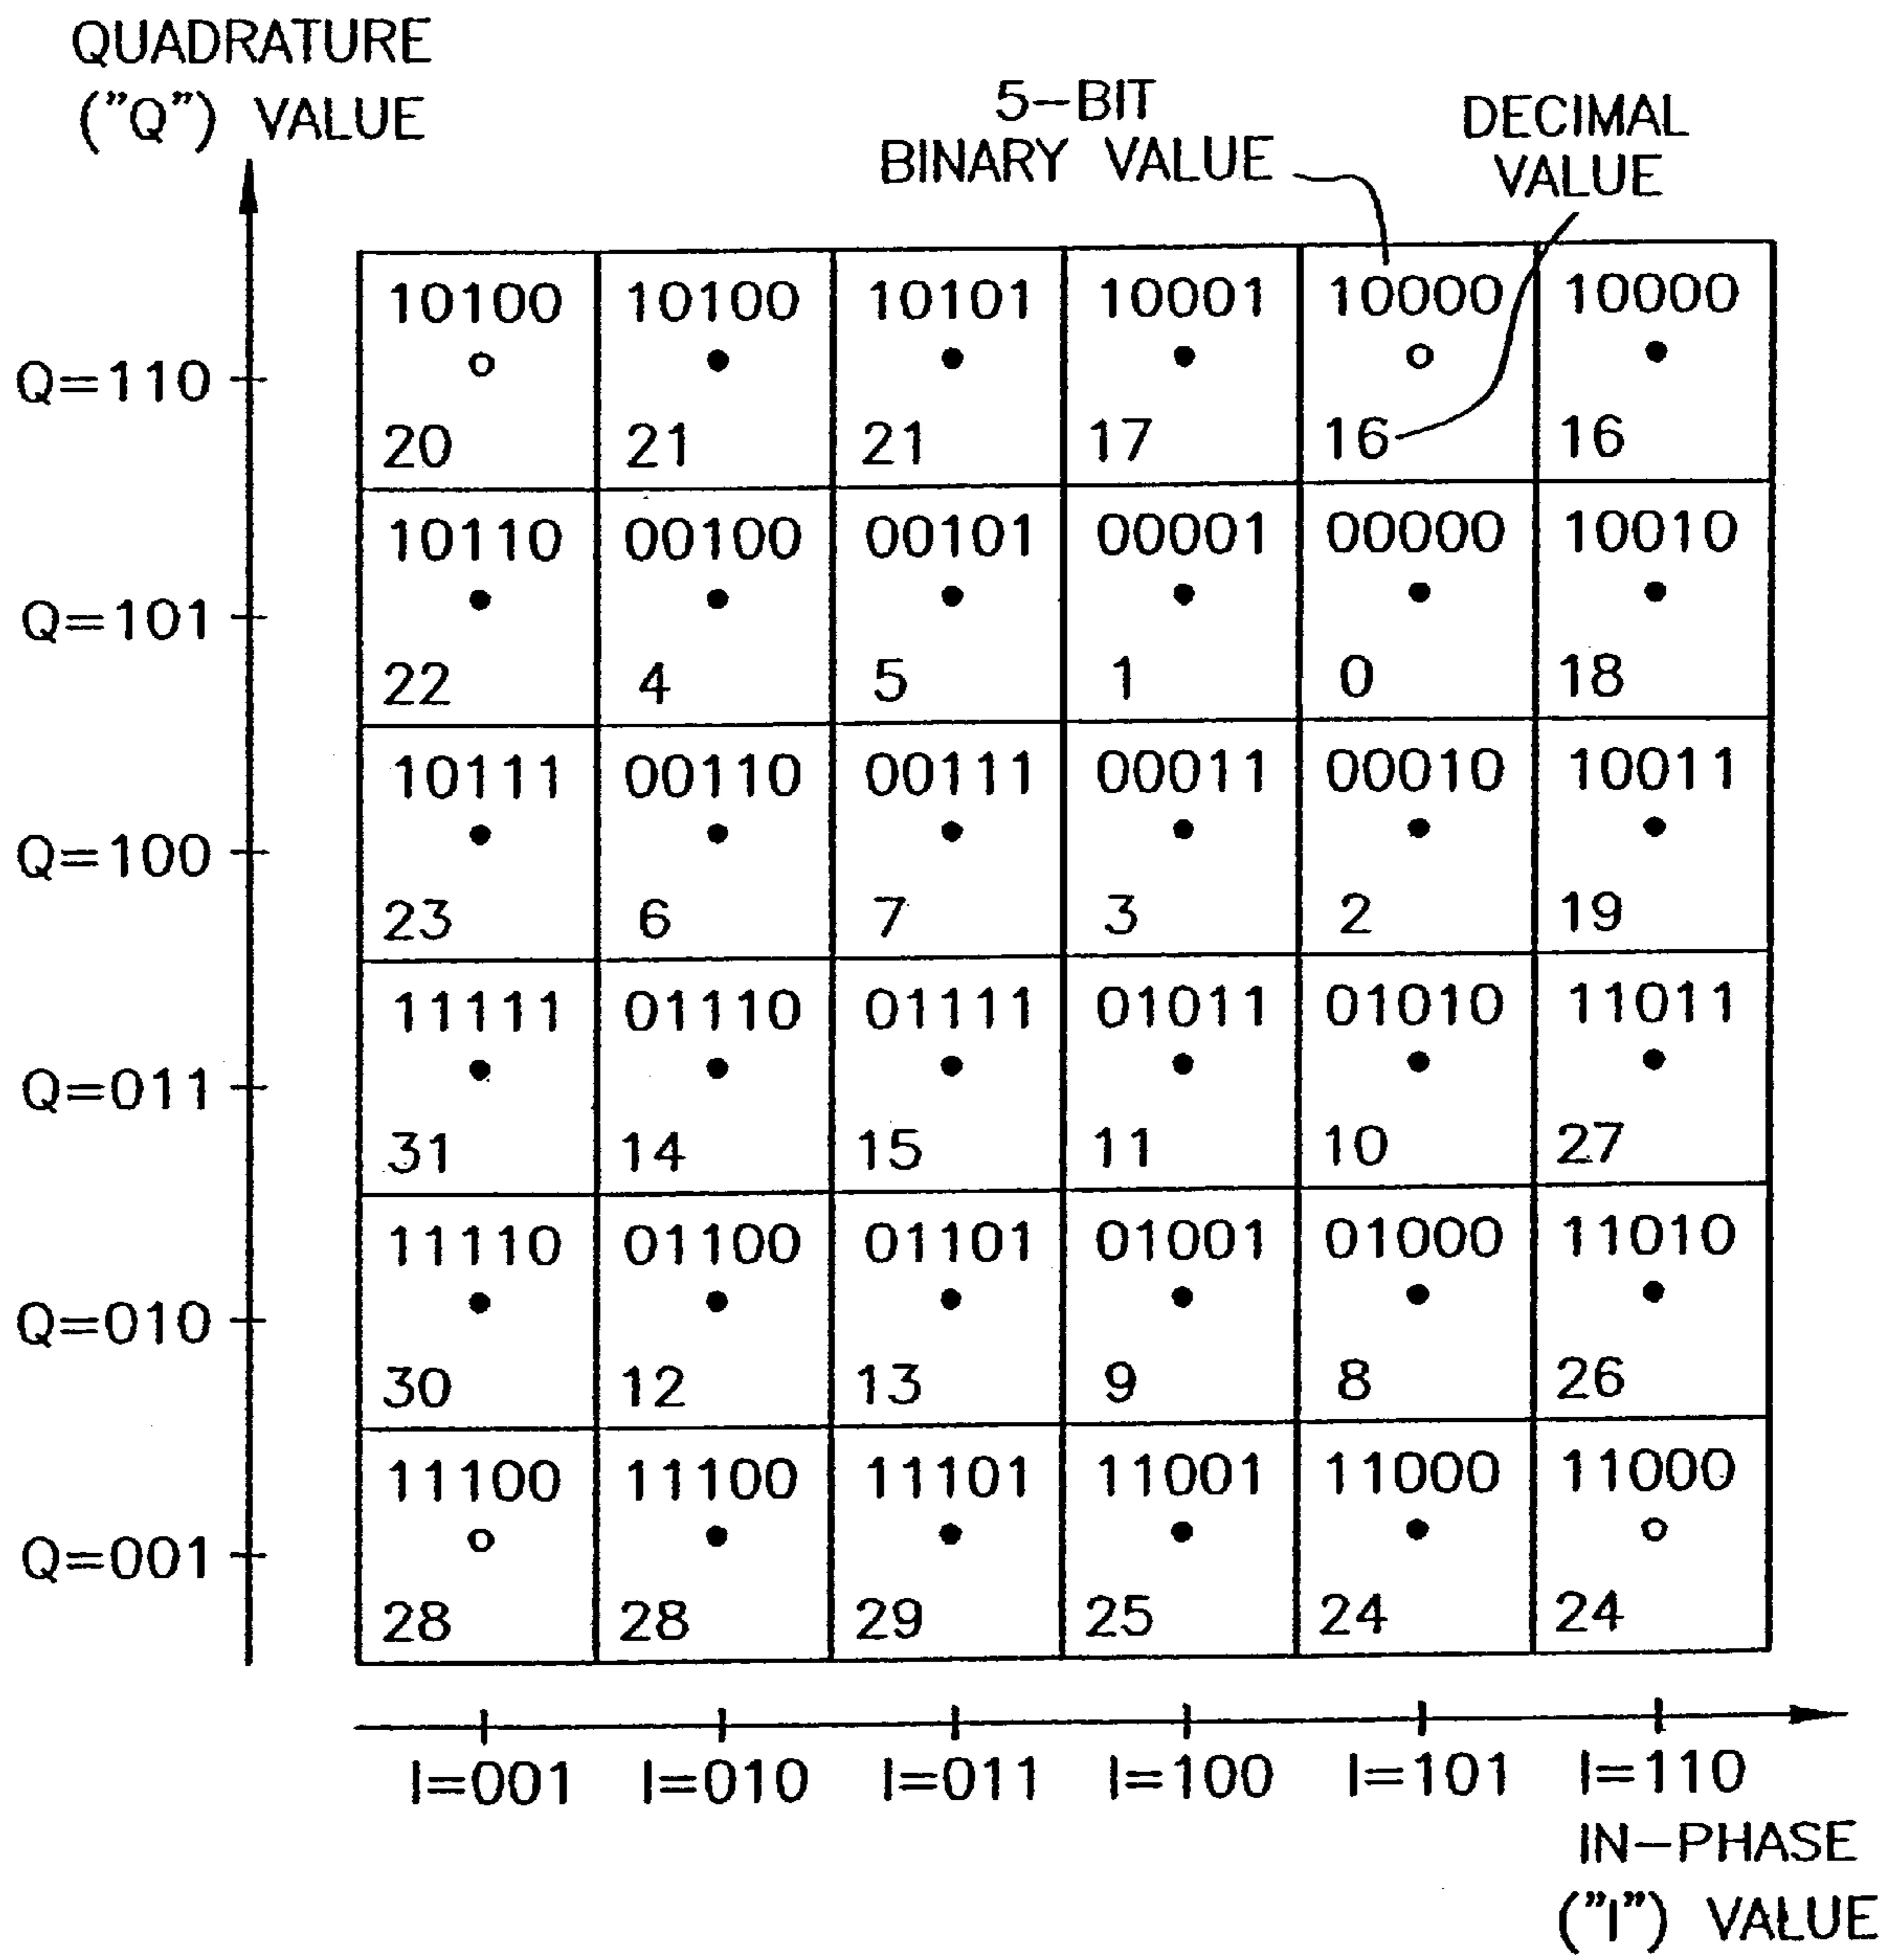 QUADRATURE
("Q") VALUE
5-BIT
BINARY VALUE
DECIMAL
VALUE
Q=110
10100 10100 10101 10001 10000 10000
20 21 21 17 16 16
Q=101
10110 00100 00101 00001 00000 10010
22 4 5 1 0 18
Q=100
10111 00110 00111 00011 00010 10011
23 6 7 3 2 19
Q=011
11111 01110 01111 01011 01010 11011
31 14 15 11 10 27
Q=010
11110 01100 01101 01001 01000 11010
30 12 13 9 8 26
Q=001
11100 11100 11101 11001 11000 11000
28 28 29 25 24 24
I=001 I=010 I=011 I=100 I=101 I=110
IN-PHASE
("I") VALUE